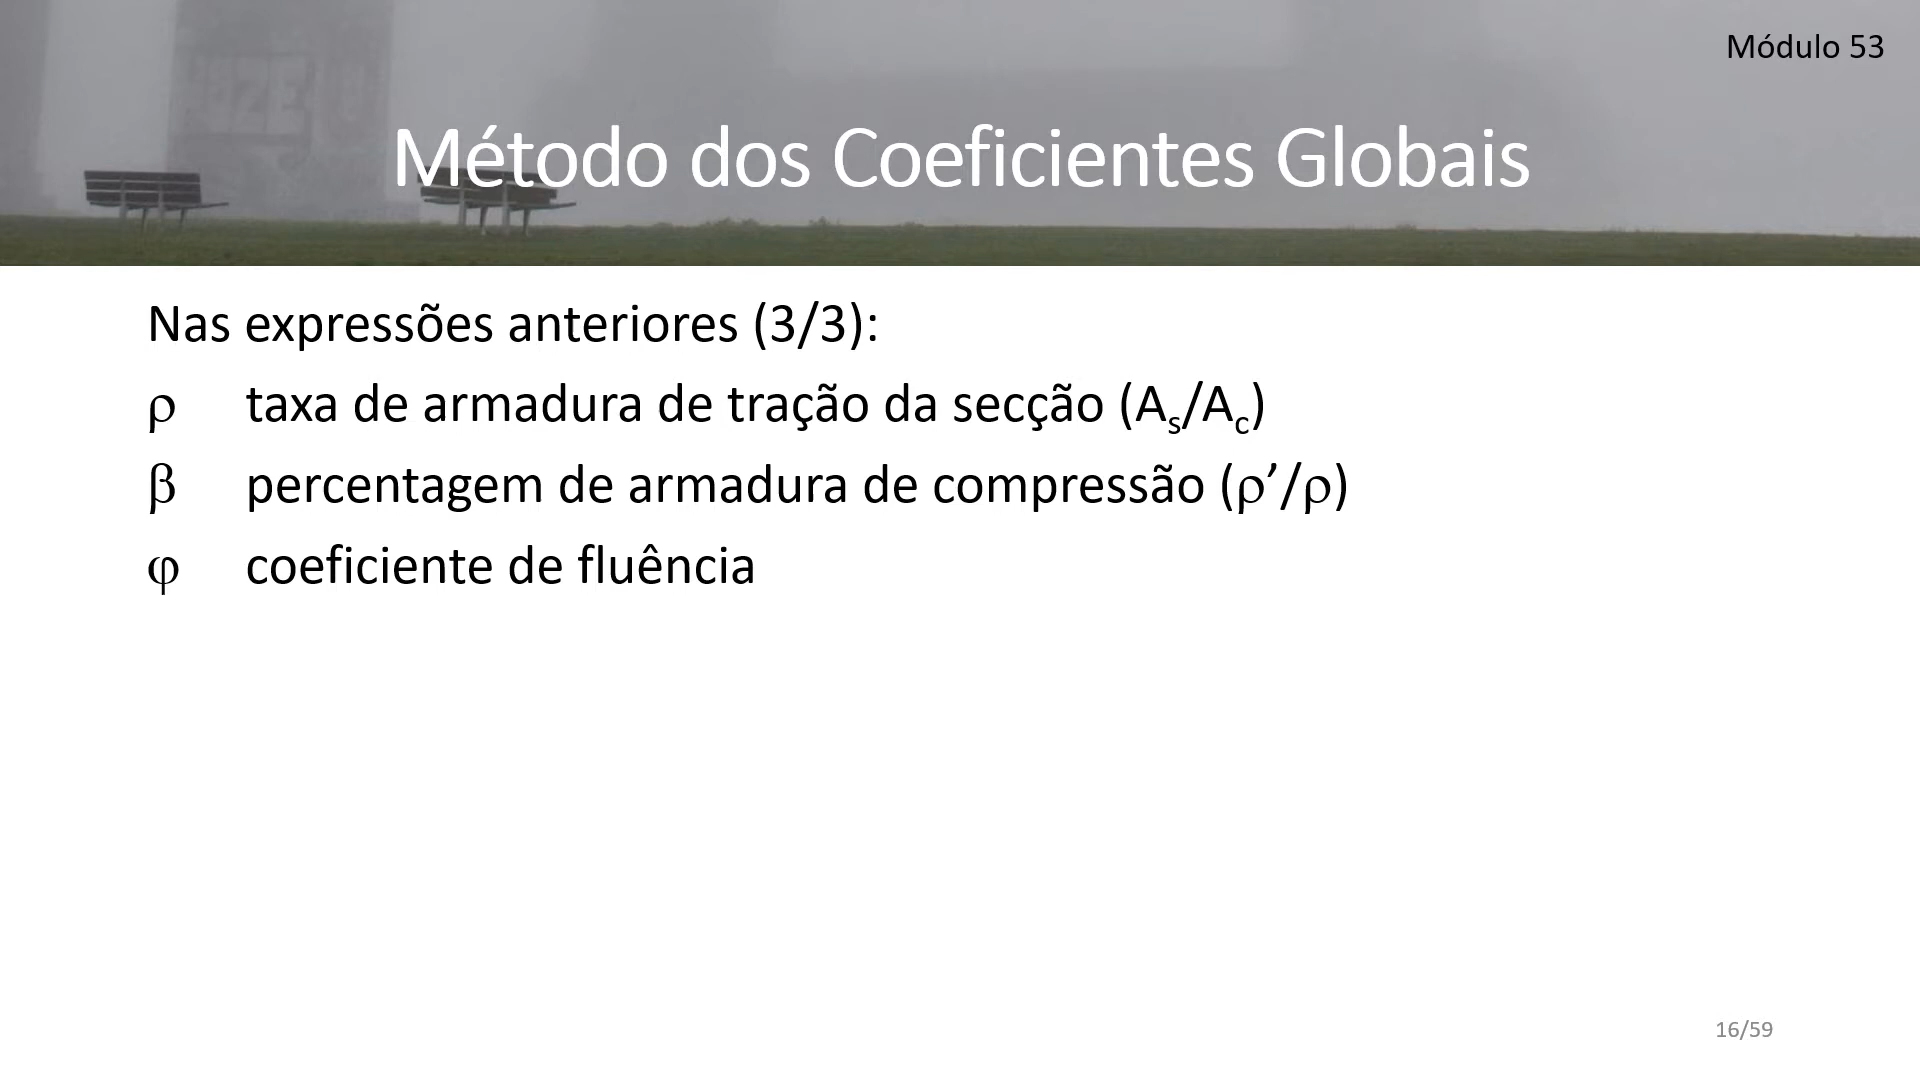 Módulo 53
Método dos Coeficientes Globais
Nas expressões anteriores (3/3):
ρ taxa de armadura de tração da secção (As/Ac)
β percentagem de armadura de compressão (ρ’/ρ)
φ coeficiente de fluência
16/59